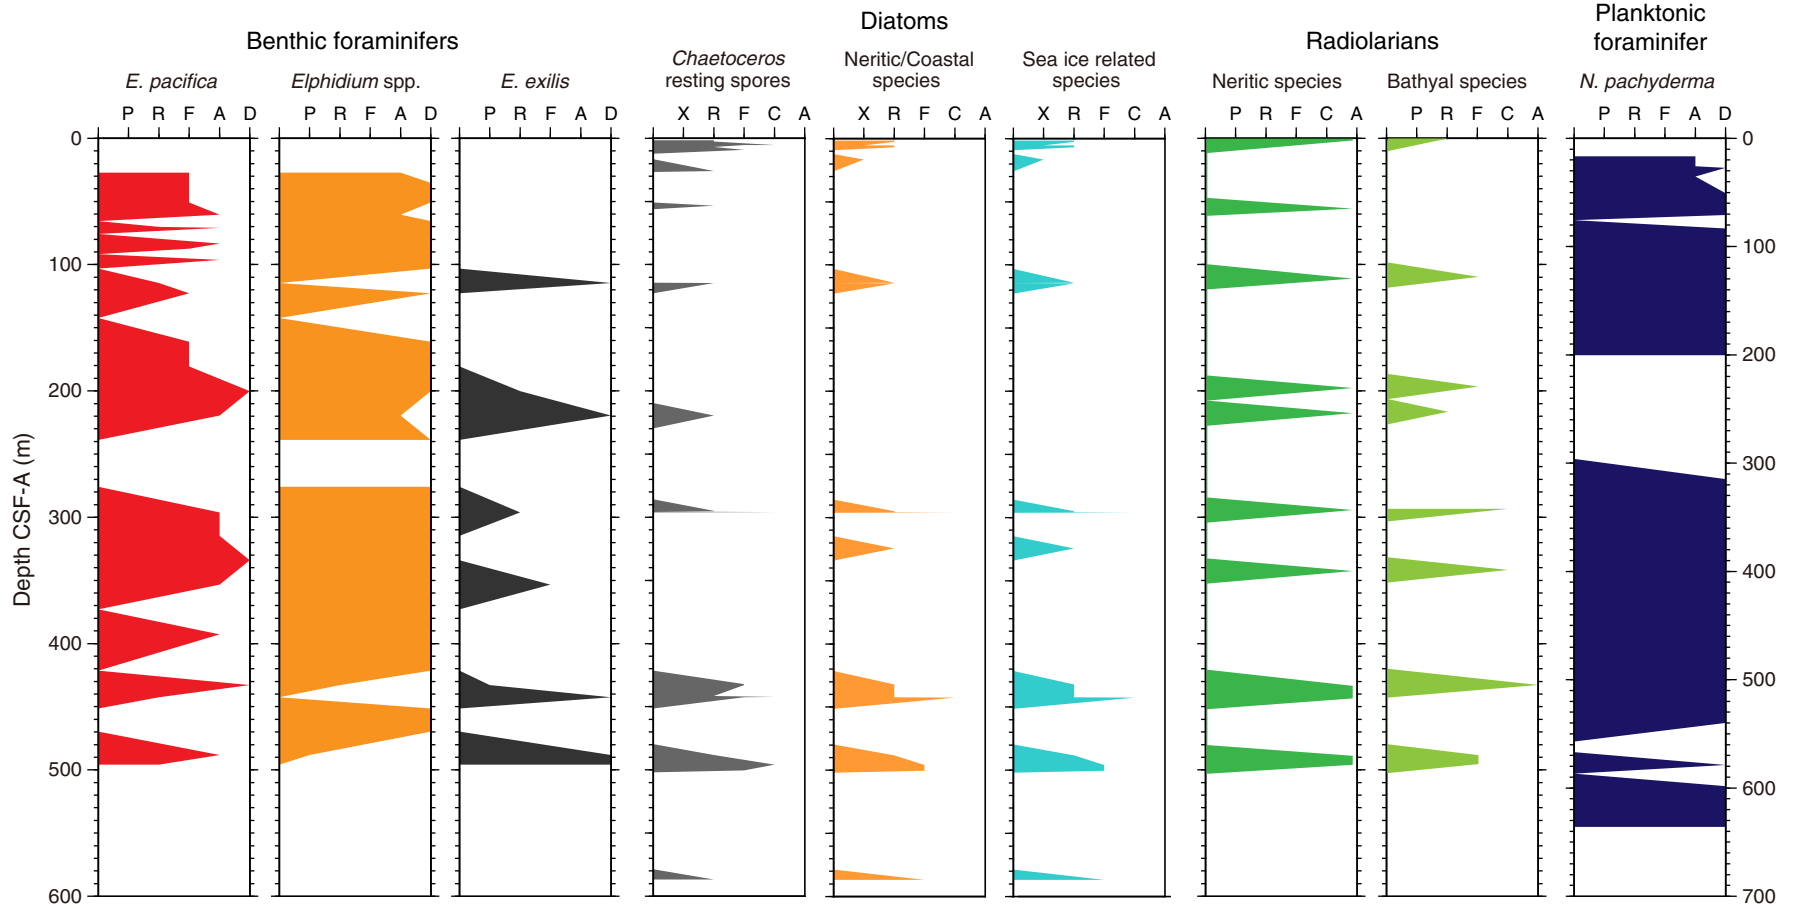 Benthic foraminifers
Diatoms
Radiolarians
Planktonic
foraminifer
E. pacifica
Elphidium spp.
E. exilis
Chaetoceros
resting spores
Neritic/Coastal
species
Sea ice related
species
Neritic species
Bathyal species
N. pachyderma
P R F A D
P R F A D
P R F A D
X R F C A
X R F C A
X R F C A
P R F C A
P R F C A
P R F A D
Depth CSF-A (m)
0
100
200
300
400
500
600
0
100
200
300
400
500
600
700